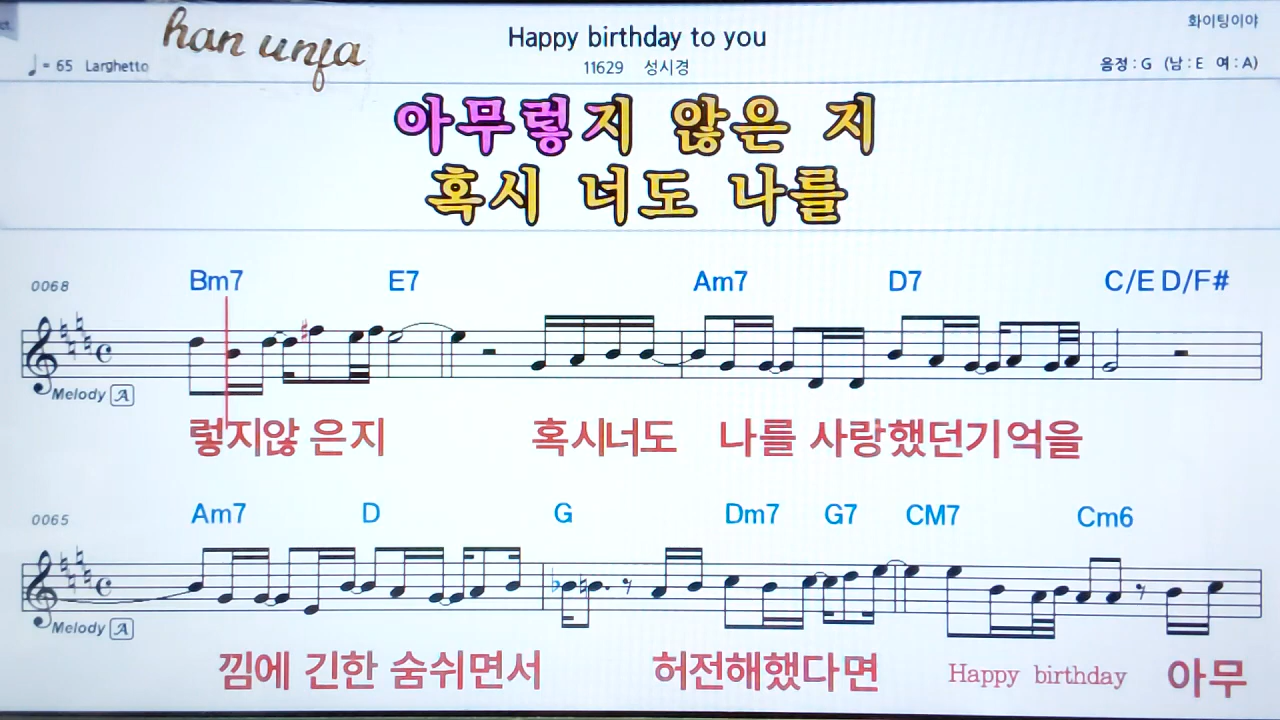 ct.
han unfa
Happy birthday to you
화이팅이야
♩= 65 Larghetto
11629 성시경
음정 : G (남 : E 여 : A)
아무렇지 않은 지
혹시 너도 나를
0068
Bm7 E7 Am7 D7 C/E D/F#
Melody A
렇지않 은지 혹시너도 나를 사랑했던기억을
0065
Am7 D G Dm7 G7 CM7 Cm6
Melody A
낌에 긴한 숨쉬면서 허전해했다면 Happy birthday 아무